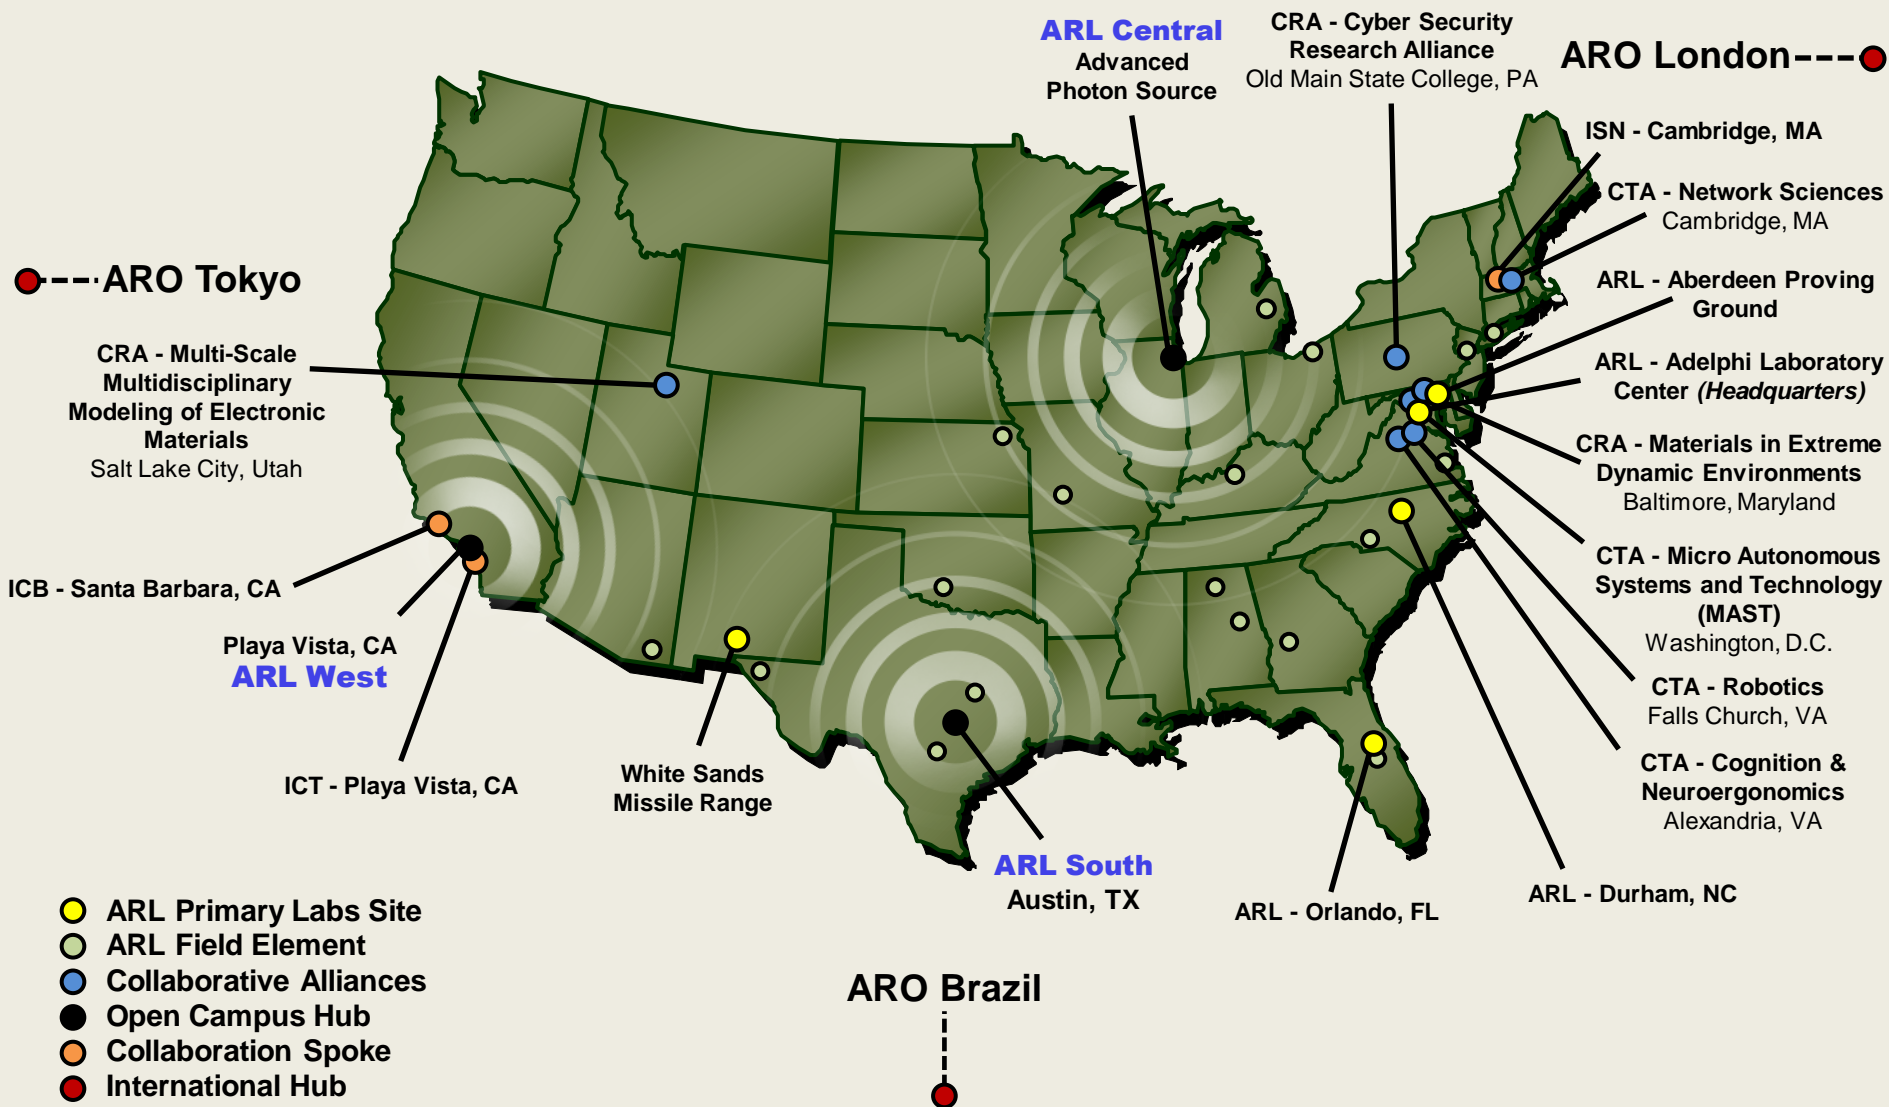 ARL Central
Advanced
Photon Source
CRA - Cyber Security
Research Alliance
Old Main State College, PA
ARO London
ISN - Cambridge, MA
CTA - Network Sciences
Cambridge, MA
ARO Tokyo
ARL - Aberdeen Proving
Ground
CRA - Multi-Scale
Multidisciplinary
Modeling of Electronic
Materials
Salt Lake City, Utah
ARL - Adelphi Laboratory
Center (Headquarters)
CRA - Materials in Extreme
Dynamic Environments
Baltimore, Maryland
CTA - Micro Autonomous
Systems and Technology
(MAST)
Washington, D.C.
ICB - Santa Barbara, CA
Playa Vista, CA
ARL West
CTA - Robotics
Falls Church, VA
ICT - Playa Vista, CA
White Sands
Missile Range
CTA - Cognition &
Neuroergonomics
Alexandria, VA
ARL South
Austin, TX
ARL - Orlando, FL
ARL - Durham, NC
ARL Primary Labs Site
ARL Field Element
Collaborative Alliances
Open Campus Hub
Collaboration Spoke
International Hub
ARO Brazil